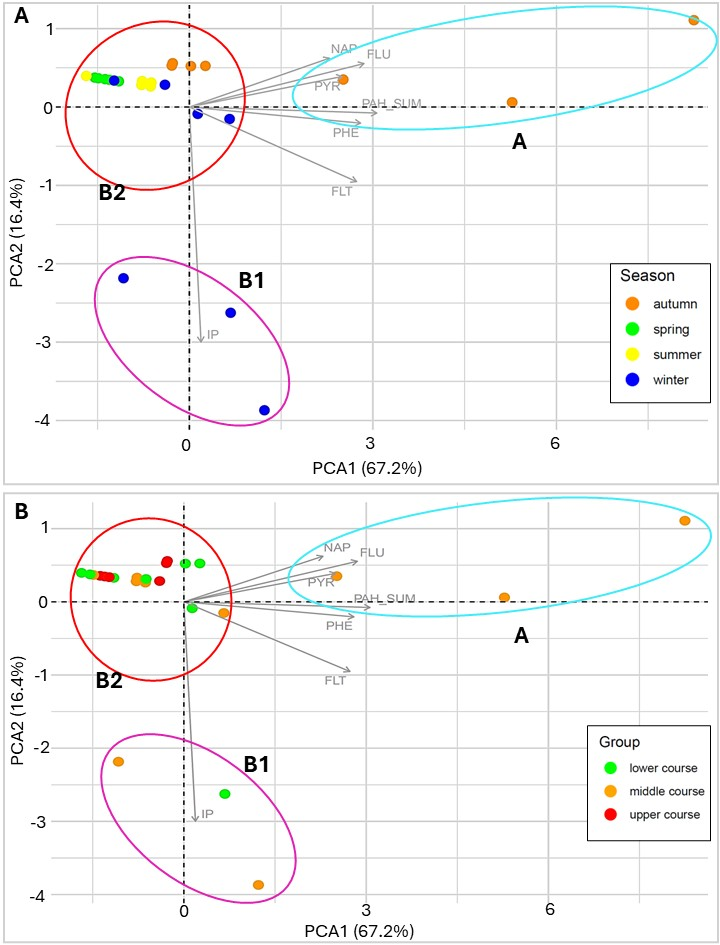 A
1
0
-1
-2
-3
-4
PCA2 (16.4%)
NAP
FLU
PYR
PAH_SUM
PHE
FLT
A
B2
B1
IP
Season
autumn
spring
summer
winter
0
3
6
PCA1 (67.2%)
B
1
0
-1
-2
-3
-4
PCA2 (16.4%)
NAP
FLU
PYR
PAH_SUM
PHE
FLT
A
B2
B1
IP
Group
lower course
middle course
upper course
0
3
6
PCA1 (67.2%)